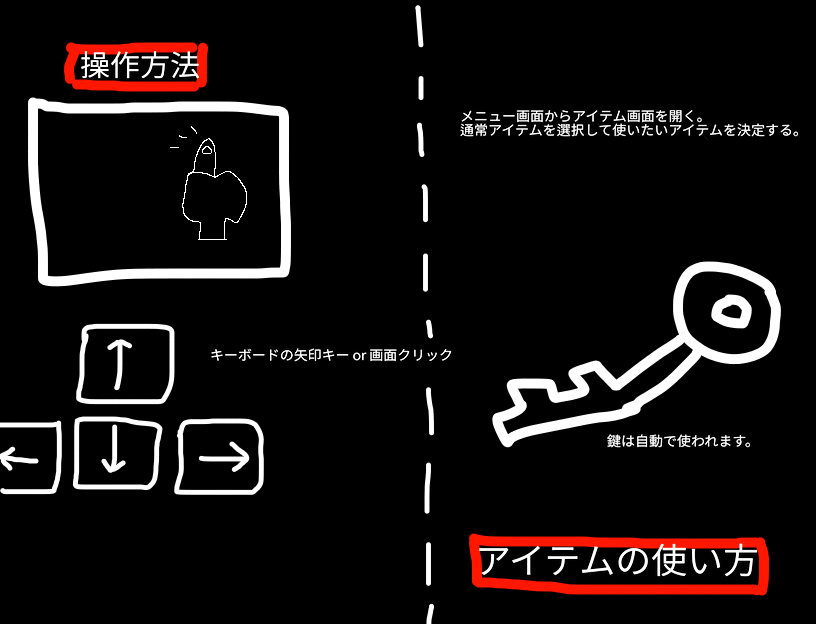 操作方法
キーボードの矢印キー or 画面クリック
メニュー画面からアイテム画面を開く。
通常アイテムを選択して使いたいアイテムを決定する。
鍵は自動で使われます。
アイテムの使い方